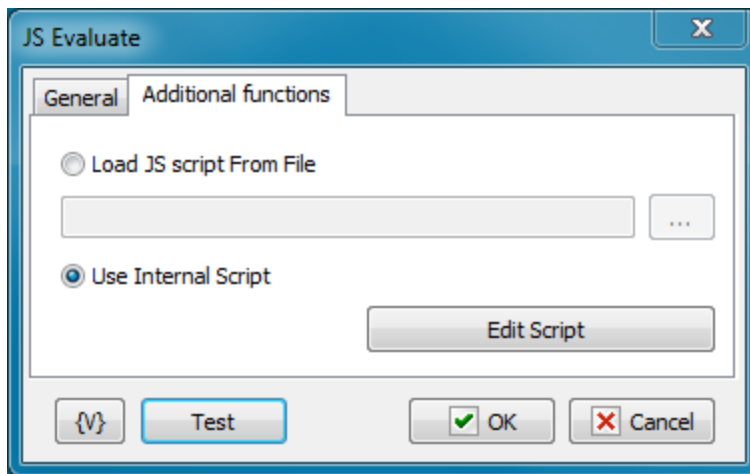 JS Evaluate
General Additional functions
Load JS script From File
...
Use Internal Script
Edit Script
{V} Test OK Cancel